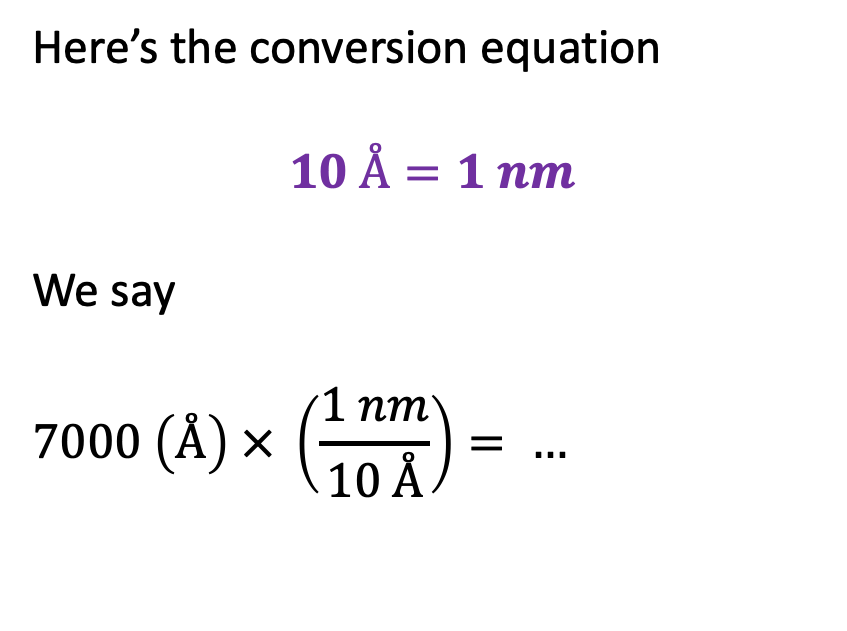 Here’s the conversion equation
10 Å = 1 nm
We say
7000 (Å) × (1 nm / 10 Å) = ...